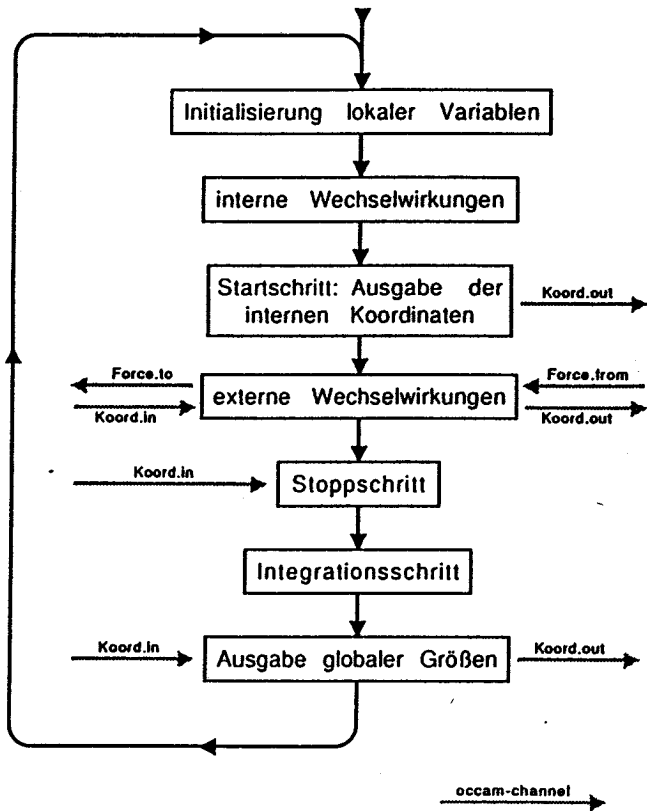 Initialisierung lokaler Variablen
interne Wechselwirkungen
Startschritt: Ausgabe der
internen Koordinaten
Koord.out
Force.to
Koord.in
externe Wechselwirkungen
Force.from
Koord.out
Koord.in
Stoppschritt
Integrationsschritt
Koord.in
Ausgabe globaler Größen
Koord.out
occam-channel